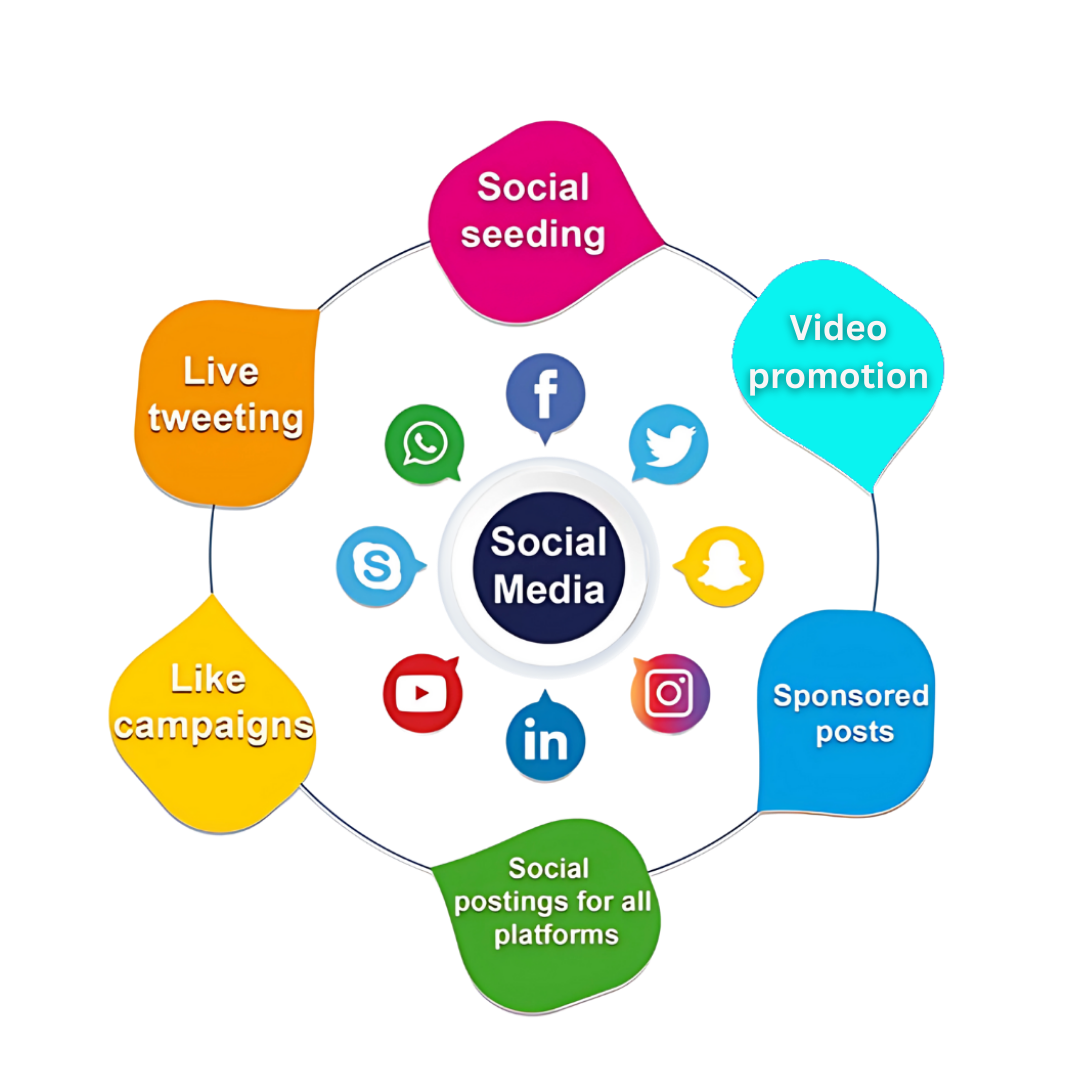 Social
seeding
Video
promotion
Live
tweeting
f
S
Social
Media
Like
campaigns
Sponsored
posts
in
Social
postings for all
platforms